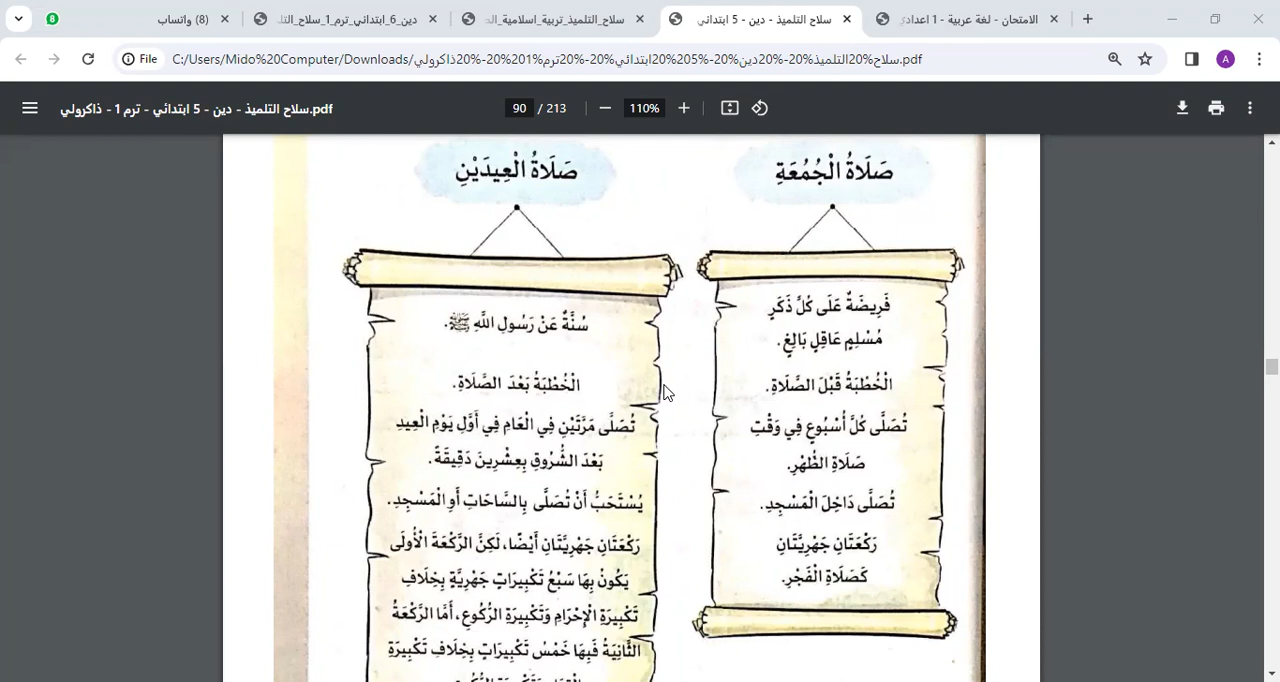 (8) واتساب
دين_6_ابتدائي_ترم_1_سلاح_التل
سلاح_التلميذ_تربية_اسلامية_الص
سلاح التلميذ - دين - 5 ابتدائي
الامتحان - لغة عربية - 1 اعدادي
File
C:/Users/Mido%20Computer/Downloads/سلاح%20التلميذ%20-%20دين%20-%205%20ابتدائي%20-%20ترم%201%20-%20ذاكرولي.pdf
A
سلاح التلميذ - دين - 5 ابتدائي - ترم 1 - ذاكرولي.pdf
90 / 213
110%
صَلَاةُ الْجُمُعَةِ
فَرِيضَةٌ عَلَى كُلِّ ذَكَرٍ
مُسْلِمٍ عَاقِلٍ بَالِغٍ.
الْخُطْبَةُ قَبْلَ الصَّلَاةِ.
تُصَلَّى كُلَّ أُسْبُوعٍ فِي وَقْتِ
صَلَاةِ الظُّهْرِ.
تُصَلَّى دَاخِلَ الْمَسْجِدِ.
رَكْعَتَانِ جَهْرِيَّتَانِ
كَصَلَاةِ الْفَجْرِ.
صَلَاةُ الْعِيدَيْنِ
سُنَّةٌ عَنْ رَسُولِ اللَّهِ ﷺ.
الْخُطْبَةُ بَعْدَ الصَّلَاةِ.
تُصَلَّى مَرَّتَيْنِ فِي الْعَامِ فِي أَوَّلِ يَوْمِ الْعِيدِ
بَعْدَ الشُّرُوقِ بِعِشْرِينَ دَقِيقَةً.
يُسْتَحَبُّ أَنْ تُصَلَّى بِالسَّاحَاتِ أَوِ الْمَسْجِدِ.
رَكْعَتَانِ جَهْرِيَّتَانِ أَيْضًا، لَكِنَّ الرَّكْعَةَ الْأُولَى
يَكُونُ بِهَا سَبْعُ تَكْبِيرَاتٍ جَهْرِيَّةٍ بِخِلَافِ
تَكْبِيرَةِ الْإِحْرَامِ وَتَكْبِيرَةِ الرُّكُوعِ، أَمَّا الرَّكْعَةُ
الثَّانِيَةُ فَبِهَا خَمْسُ تَكْبِيرَاتٍ بِخِلَافِ تَكْبِيرَةِ